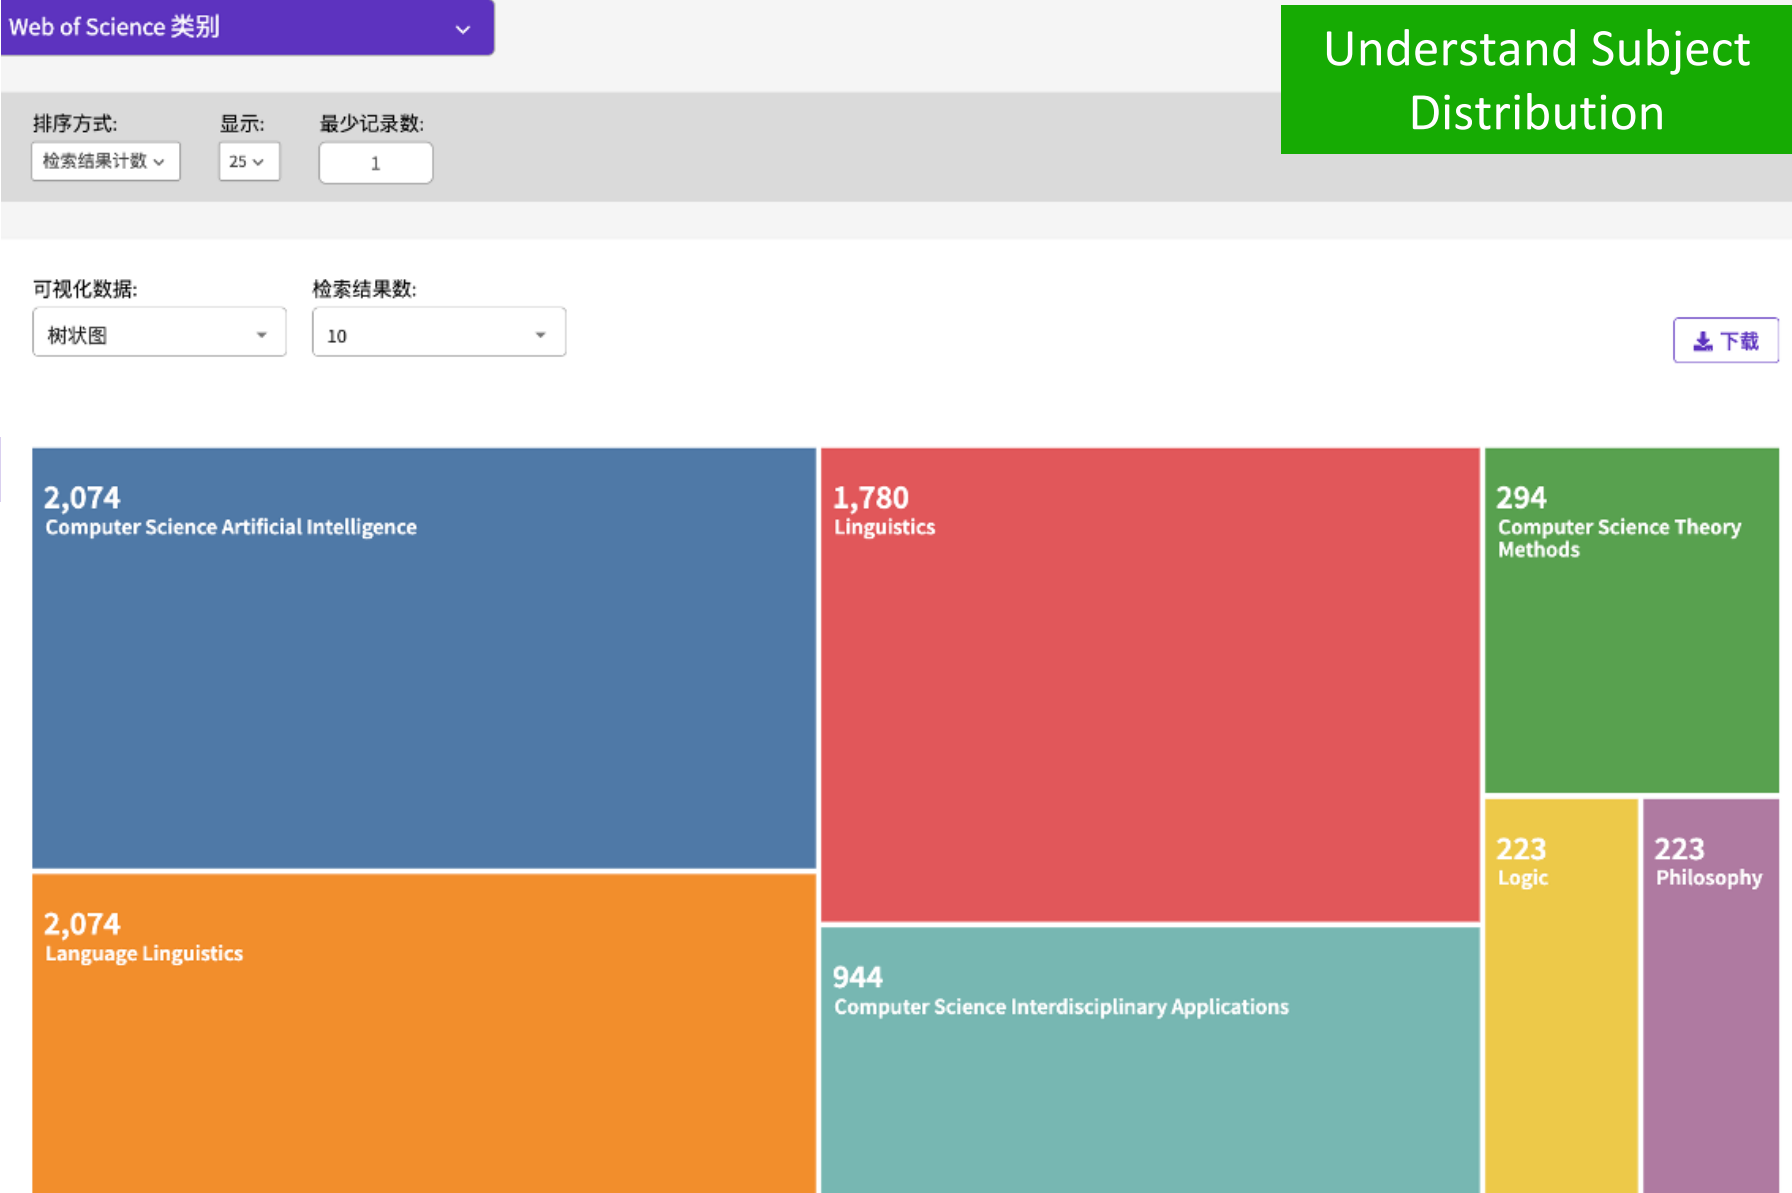 Web of Science 类别
Understand Subject
Distribution
排序方式:
显示:
最少记录数:
检索结果计数
25
1
可视化数据:
检索结果数:
树状图
10
下载
2,074
Computer Science Artificial Intelligence
1,780
Linguistics
294
Computer Science Theory
Methods
223
Logic
223
Philosophy
2,074
Language Linguistics
944
Computer Science Interdisciplinary Applications